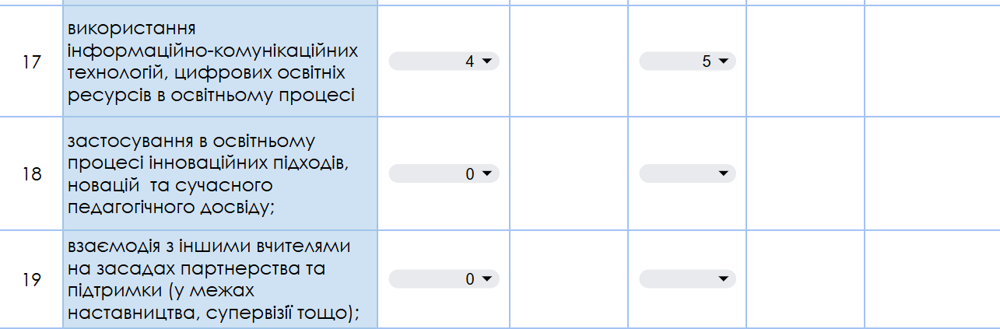 17
використання
інформаційно-комунікаційних
технологій, цифрових освітніх
ресурсів в освітньому процесі
4
5
18
застосування в освітньому
процесі інноваційних підходів,
новацій  та сучасного
педагогічного досвіду;
0
19
взаємодія з іншими вчителями
на засадах партнерства та
підтримки (у межах
наставництва, супервізії тощо);
0